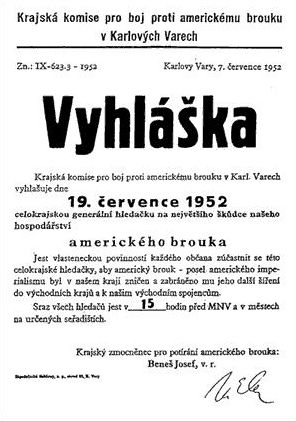 Krajská komise pro boj proti americkému brouku
v Karlových Varech
Zn.: IX-623.3 - 1952
Karlovy Vary, 7. července 1952
Vyhláška
Krajská komise pro boj proti americkému brouku v Karl. Varech
vyhlašuje dne
19. července 1952
celokrajskou generální hledačku na největšího škůdce našeho
hospodářství
amerického brouka
Jest vlasteneckou povinností každého občana zúčastnit se této
celokrajské hledačky, aby americký brouk - posel amerického impe-
rialismu byl v našem kraji zničen a zabráněno mu jeho další šíření
do východních krajů a k našim východním spojencům.
Sraz všech hledačů jest v 15 hodin před MNV a v městech
na určených seřadištích.
Krajský zmocněnec pro potírání amerického brouka:
Beneš Josef, v. r.